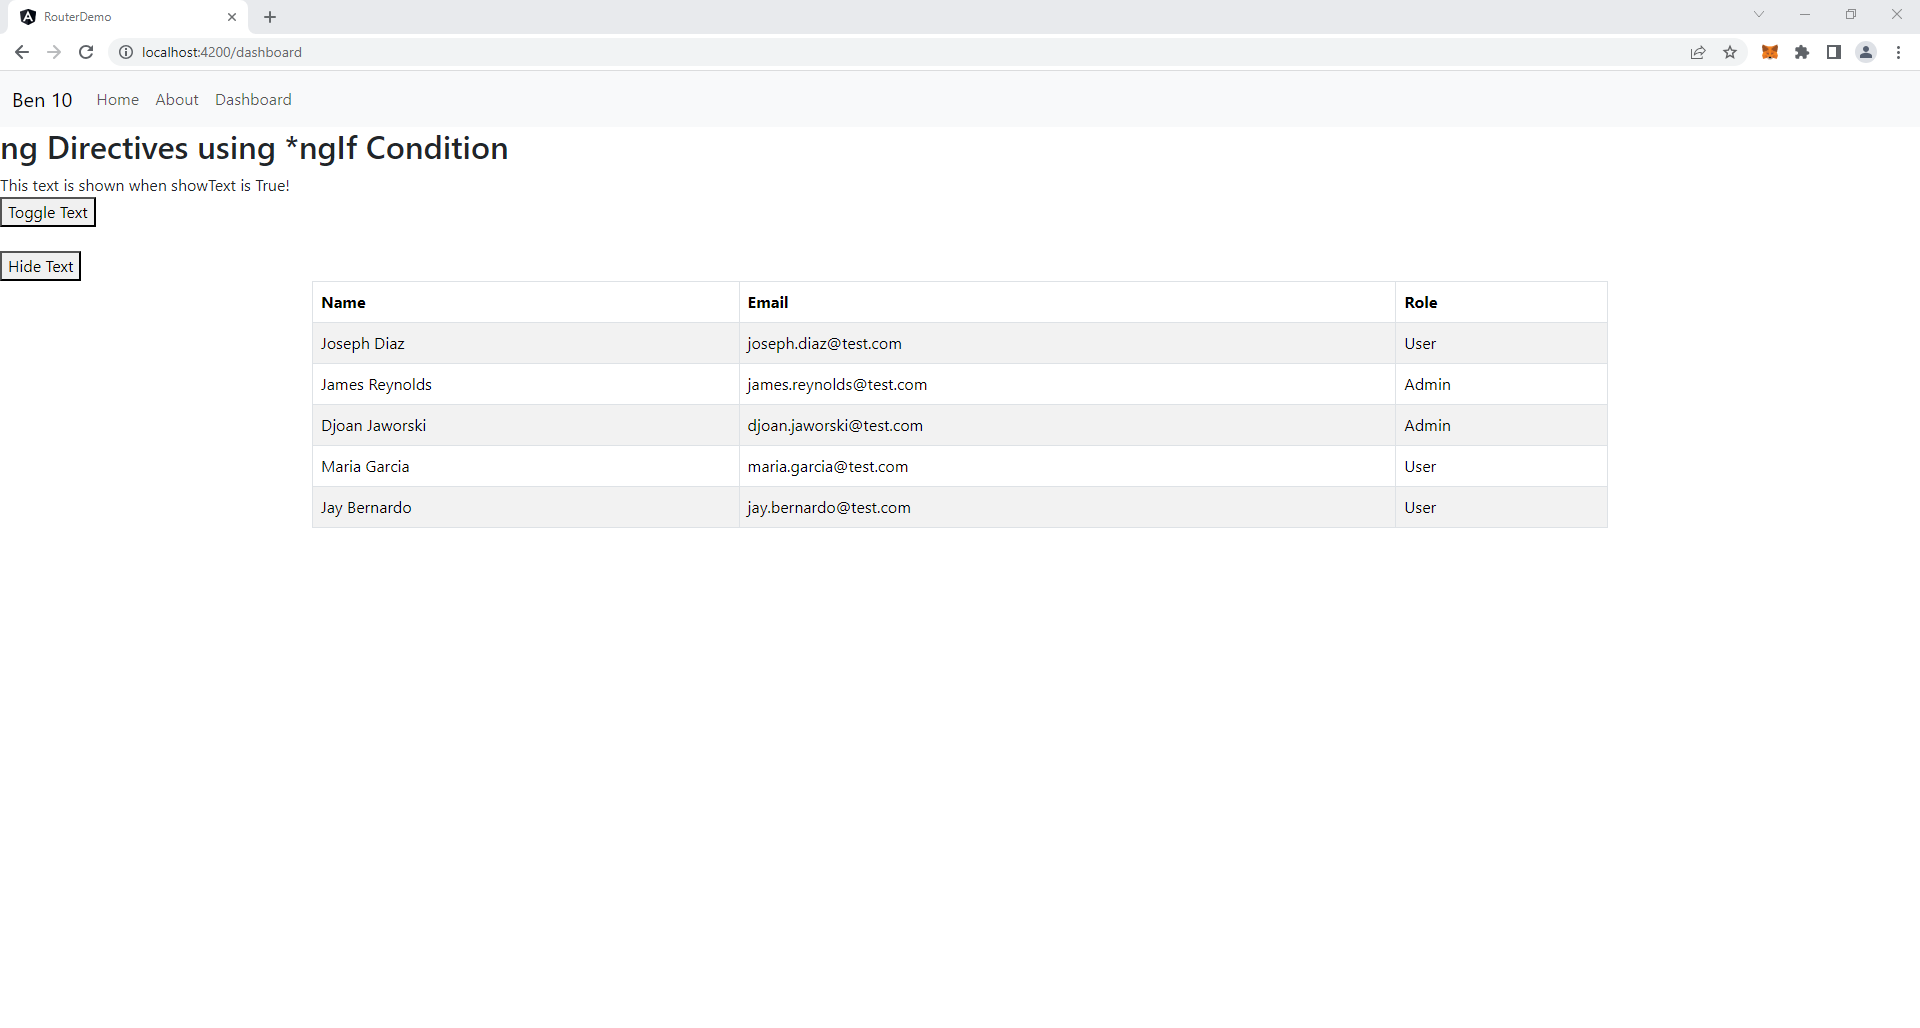 RouterDemo
localhost:4200/dashboard
Ben 10 Home About Dashboard
ng Directives using *ngIf Condition
This text is shown when showText is True!
Toggle Text
Hide Text
Name Email Role
Joseph Diaz joseph.diaz@test.com User
James Reynolds james.reynolds@test.com Admin
Djoan Jaworski djoan.jaworski@test.com Admin
Maria Garcia maria.garcia@test.com User
Jay Bernardo jay.bernardo@test.com User